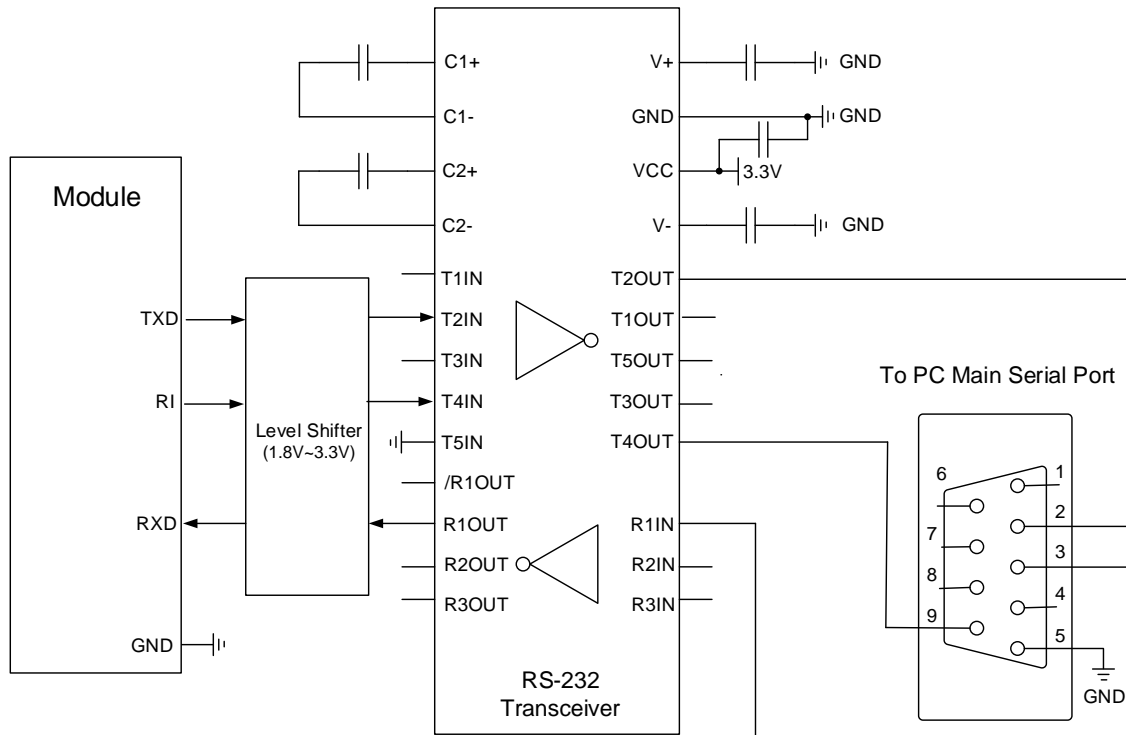 Module
TXD
RI
RXD
GND
Level Shifter
(1.8V~3.3V)
C1+
C1-
C2+
C2-
T1IN
T2IN
T3IN
T4IN
T5IN
/R1OUT
R1OUT
R2OUT
R3OUT
V+
GND
VCC
V-
T2OUT
T1OUT
T5OUT
T3OUT
T4OUT
R1IN
R2IN
R3IN
RS-232
Transceiver
GND
GND
3.3V
GND
To PC Main Serial Port
6
7
8
9
1
2
3
4
5
GND